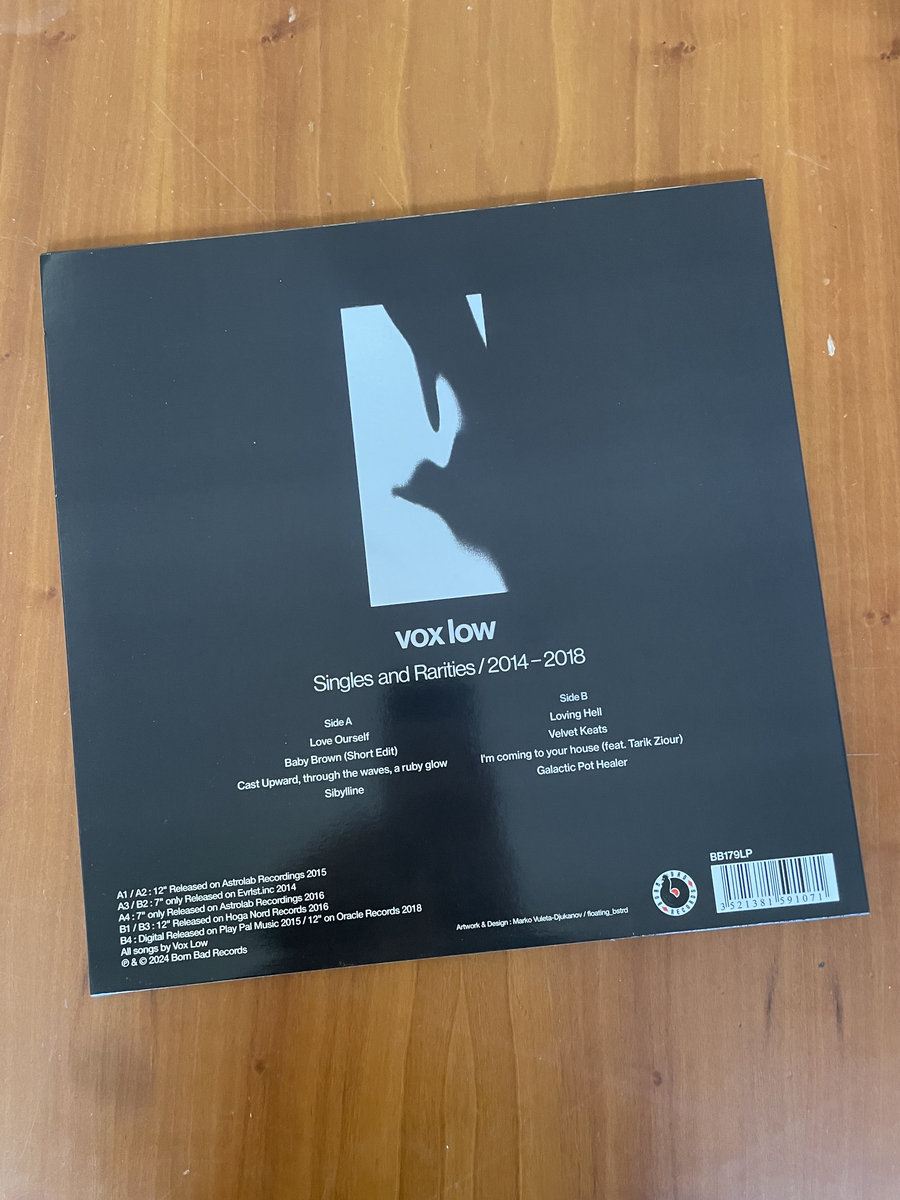 vox low
Singles and Rarities / 2014 – 2018
Side A
Love Ourself
Baby Brown (Short Edit)
Cast Upward, through the waves, a ruby glow
Sibylline
Side B
Loving Hell
Velvet Keats
I'm coming to your house (feat. Tarik Ziour)
Galactic Pot Healer
A1 / A2 : 12" Released on Astrolab Recordings 2015
A3 / B2 : 7" only Released on Evrlst.inc 2014
A4 : 7" only Released on Astrolab Recordings 2016
B1 / B3 : 12" Released on Hoga Nord Records 2016
B4 : Digital Released on Play Pal Music 2015 / 12" on Oracle Records 2018
All songs by Vox Low
℗ & © 2024 Born Bad Records
Artwork & Design : Marko Vuleta-Djukanov / floating_bstrd
BORN BAD RECORDS
BB179LP
3 521381 591071